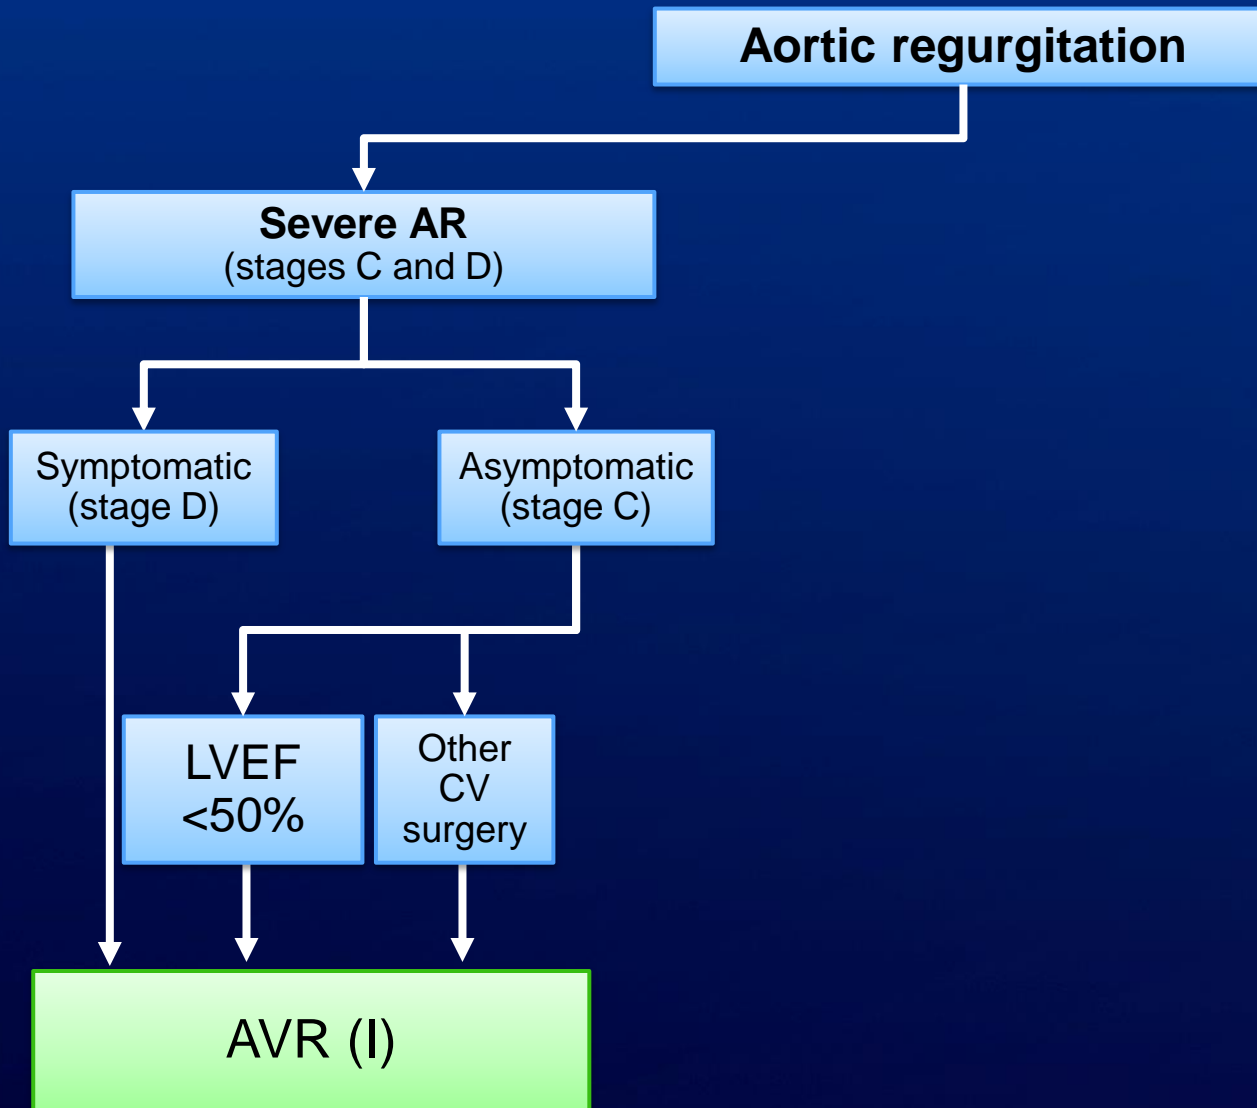 Aortic regurgitation
Severe AR
(stages C and D)
Symptomatic
(stage D)
Asymptomatic
(stage C)
LVEF
<50%
Other
CV
surgery
AVR (I)